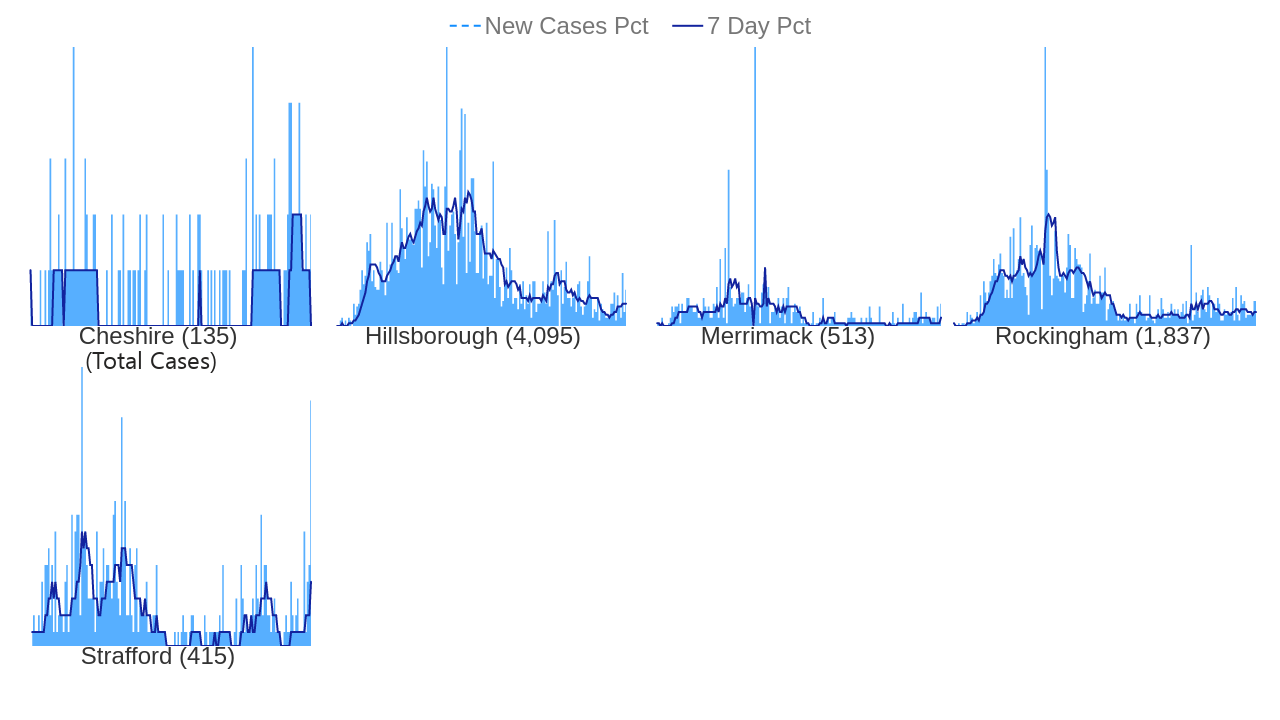 New Cases Pct 7 Day Pct
Cheshire (135)
(Total Cases)
Hillsborough (4,095)
Merrimack (513)
Rockingham (1,837)
Strafford (415)